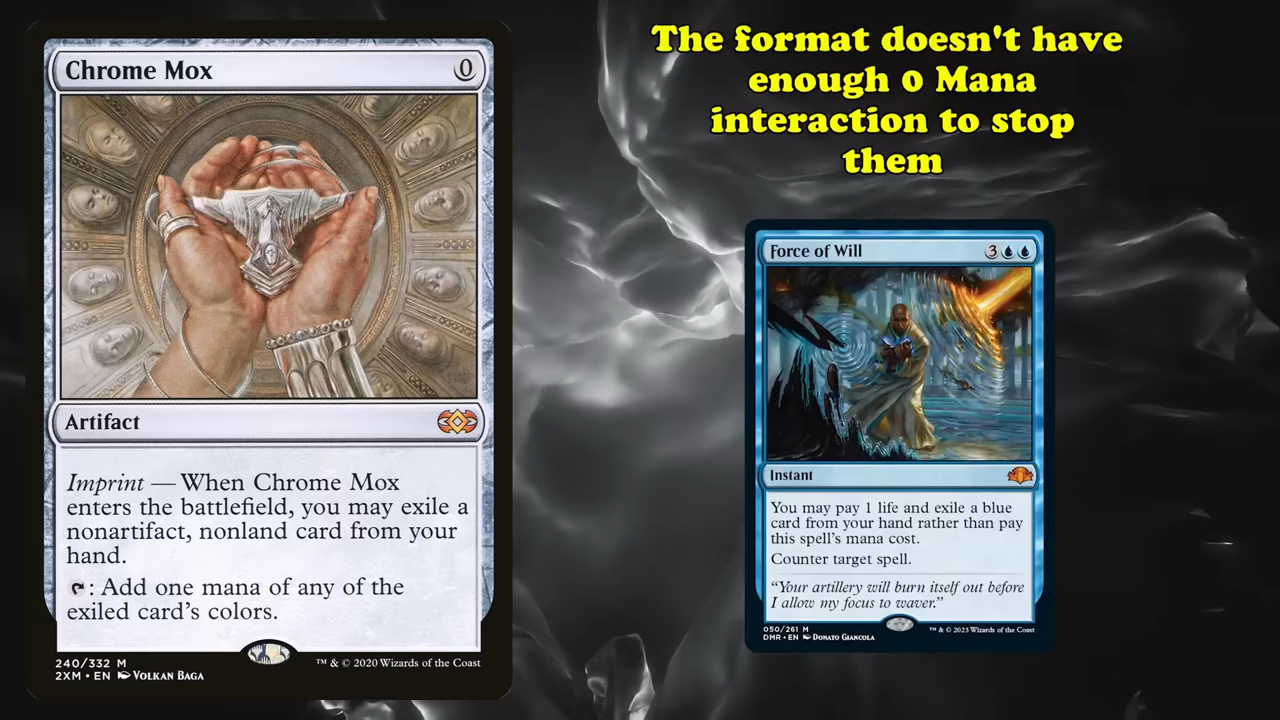 Chrome Mox 0
Artifact
Imprint — When Chrome Mox
enters the battlefield, you may exile a
nonartifact, nonland card from your
hand.
: Add one mana of any of the
exiled card's colors.
240/332 M
2XM • EN Volkan Baga
™ & © 2020 Wizards of the Coast
The format doesn't have
enough 0 Mana
interaction to stop
them
Force of Will 3
Instant
You may pay 1 life and exile a blue
card from your hand rather than pay
this spell's mana cost.
Counter target spell.
“Your artillery will burn itself out before
I allow my focus to waver.”
050/261 M
DMR • EN Donato Giancola
™ & © 2023 Wizards of the Coast